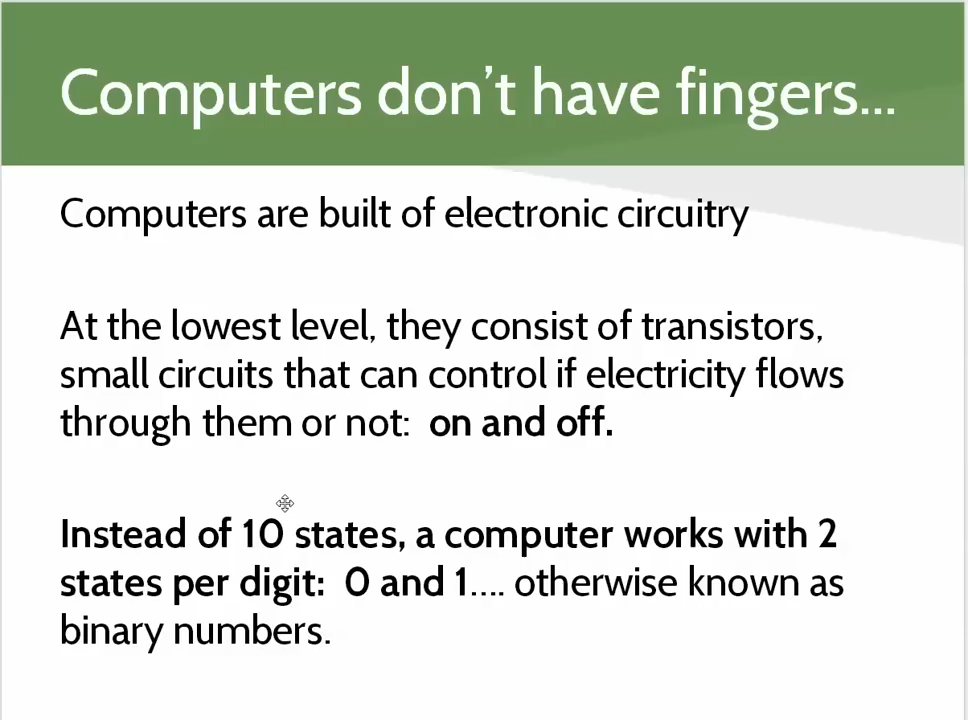 Computers don’t have fingers...
Computers are built of electronic circuitry
At the lowest level, they consist of transistors,
small circuits that can control if electricity flows
through them or not:  on and off.
Instead of 10 states, a computer works with 2
states per digit:  0 and 1.... otherwise known as
binary numbers.